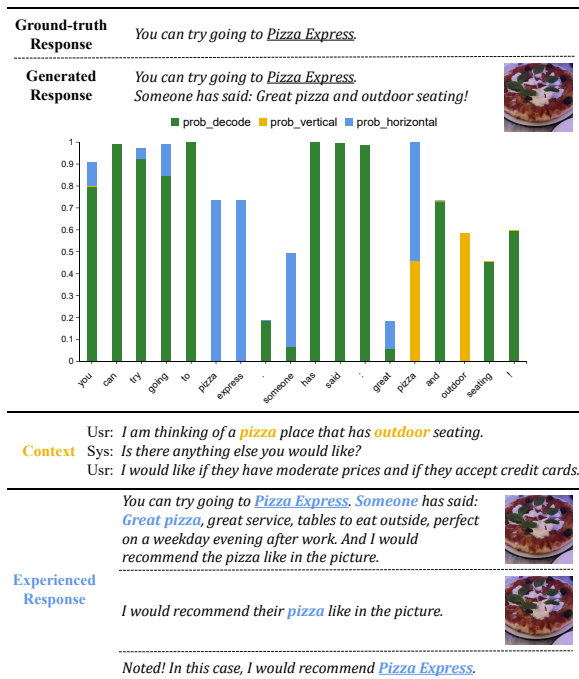 Ground-truth
Response
You can try going to Pizza Express.
Generated
Response
You can try going to Pizza Express.
Someone has said: Great pizza and outdoor seating!
prob_decode prob_vertical prob_horizontal
1
0.9
0.8
0.7
0.6
0.5
0.4
0.3
0.2
0.1
0
you can try going to pizza express . someone has said : great pizza and outdoor seating !
Context
Usr: I am thinking of a pizza place that has outdoor seating.
Sys: Is there anything else you would like?
Usr: I would like if they have moderate prices and if they accept credit cards.
Experienced
Response
You can try going to Pizza Express. Someone has said:
Great pizza, great service, tables to eat outside, perfect
on a weekday evening after work. And I would
recommend the pizza like in the picture.
I would recommend their pizza like in the picture.
Noted! In this case, I would recommend Pizza Express.